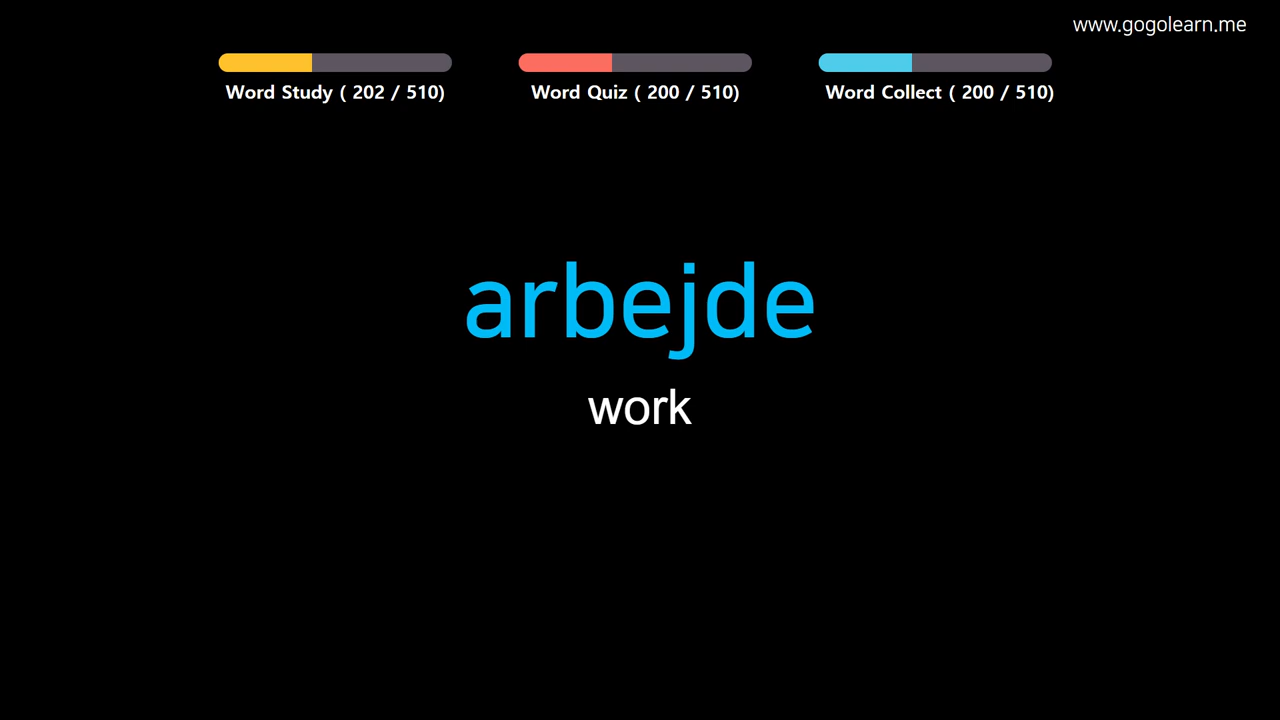 www.gogolearn.me
Word Study ( 202 / 510)
Word Quiz ( 200 / 510)
Word Collect ( 200 / 510)
arbejde
work